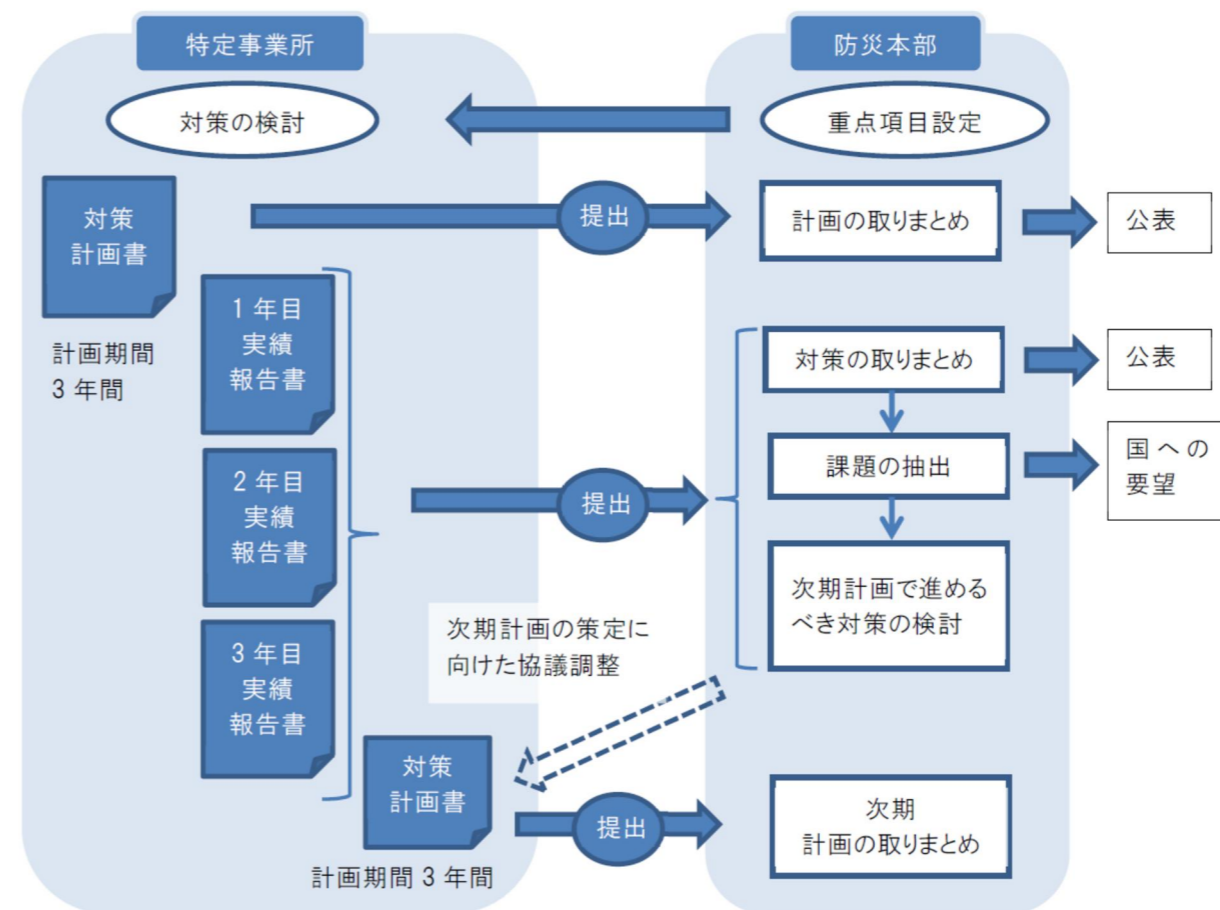 特定事業所
防災本部
対策の検討
重点項目設定
対策
計画書
提出
計画の取りまとめ
公表
計画期間
3 年間
1 年目
実績
報告書
2 年目
実績
報告書
3 年目
実績
報告書
提出
対策の取りまとめ
公表
課題の抽出
国への
要望
次期計画で進める
べき対策の検討
次期計画の策定に
向けた協議調整
対策
計画書
提出
次期
計画の取りまとめ
計画期間 3 年間